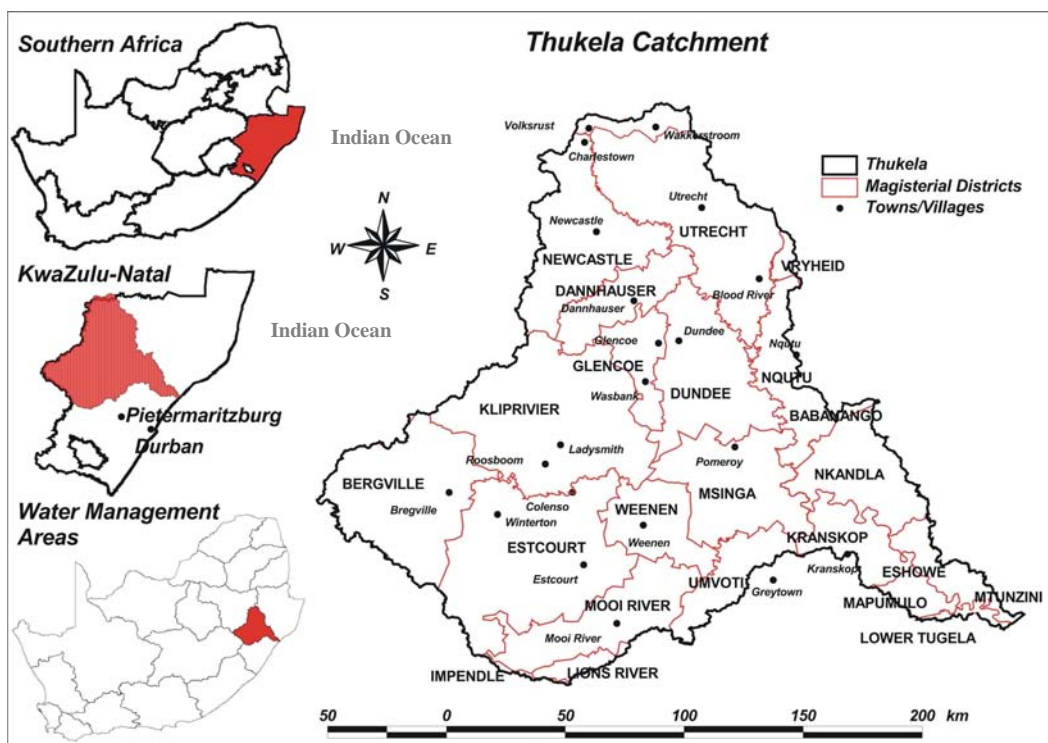 Southern Africa
Indian Ocean
KwaZulu-Natal
Indian Ocean
Pietermaritzburg
Durban
Water Management
Areas
N
W
E
S
Thukela Catchment
Thukela
Magisterial Districts
Towns/Villages
Volksrust
Wakkerstroom
Charlestown
Utrecht
Newcastle
UTRECHT
NEWCASTLE
VRYHEID
DANNHAUSER
Blood River
Dannhauser
Dundee
Glencoe
Nqutu
GLENCOE
NQUTU
Wasbank
DUNDEE
KLIPRIVIER
BABANANGO
Ladysmith
Roosboom
Pomeroy
NKANDLA
BERGVILLE
MSINGA
Bregville
Colenso
WEENEN
Winterton
Weenen
KRANSKOP
ESTCOURT
Kranskop
ESHOWE
Estcourt
UMVOTI
Greytown
MTUNZINI
MOOI RIVER
MAPUMULO
Mooi River
LOWER TUGELA
IMPENDLE
LIONS RIVER
50 0 50 100 150 200 km